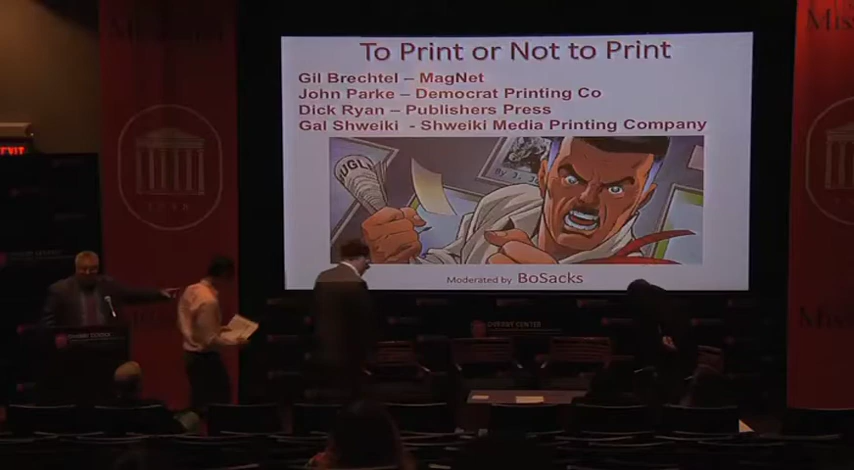 To Print or Not to Print
Gil Brechtel – MagNet
John Parke – Democrat Printing Co
Dick Ryan – Publishers Press
Gal Shweiki - Shweiki Media Printing Company
By J. J
Moderated by BoSacks
EXIT